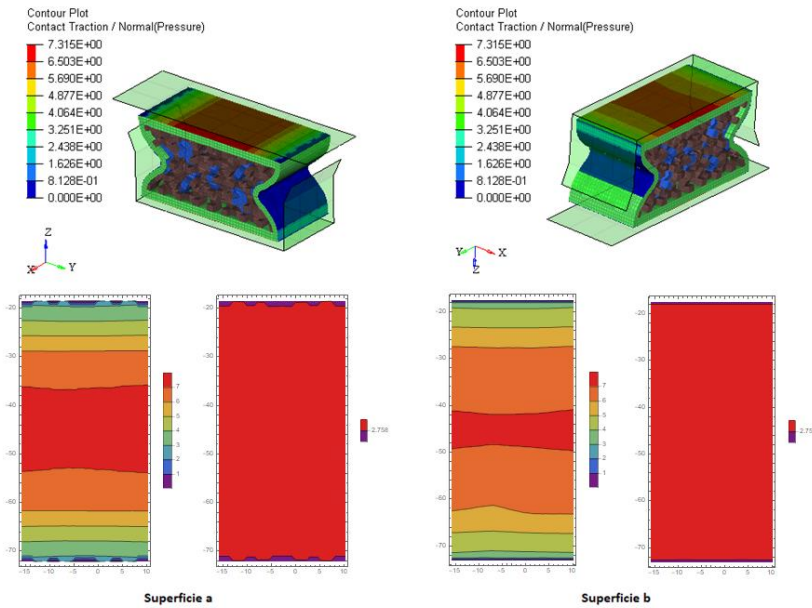 Contour Plot
Contact Traction / Normal(Pressure)
7.315E+00
6.503E+00
5.690E+00
4.877E+00
4.064E+00
3.251E+00
2.438E+00
1.626E+00
8.128E-01
0.000E+00
Z
X
Y
Contour Plot
Contact Traction / Normal(Pressure)
7.315E+00
6.503E+00
5.690E+00
4.877E+00
4.064E+00
3.251E+00
2.438E+00
1.626E+00
8.128E-01
0.000E+00
Y
X
Z
-20
-30
-40
-50
-60
-70
-15 -10 -5 0 5 10
7
6
5
4
3
2
1
-20
-30
-40
-50
-60
-70
-15 -10 -5 0 5 10
2.758
Superficie a
-20
-30
-40
-50
-60
-70
-15 -10 -5 0 5 10
7
6
5
4
3
2
1
-20
-30
-40
-50
-60
-70
-15 -10 -5 0 5 10
2.75
Superficie b